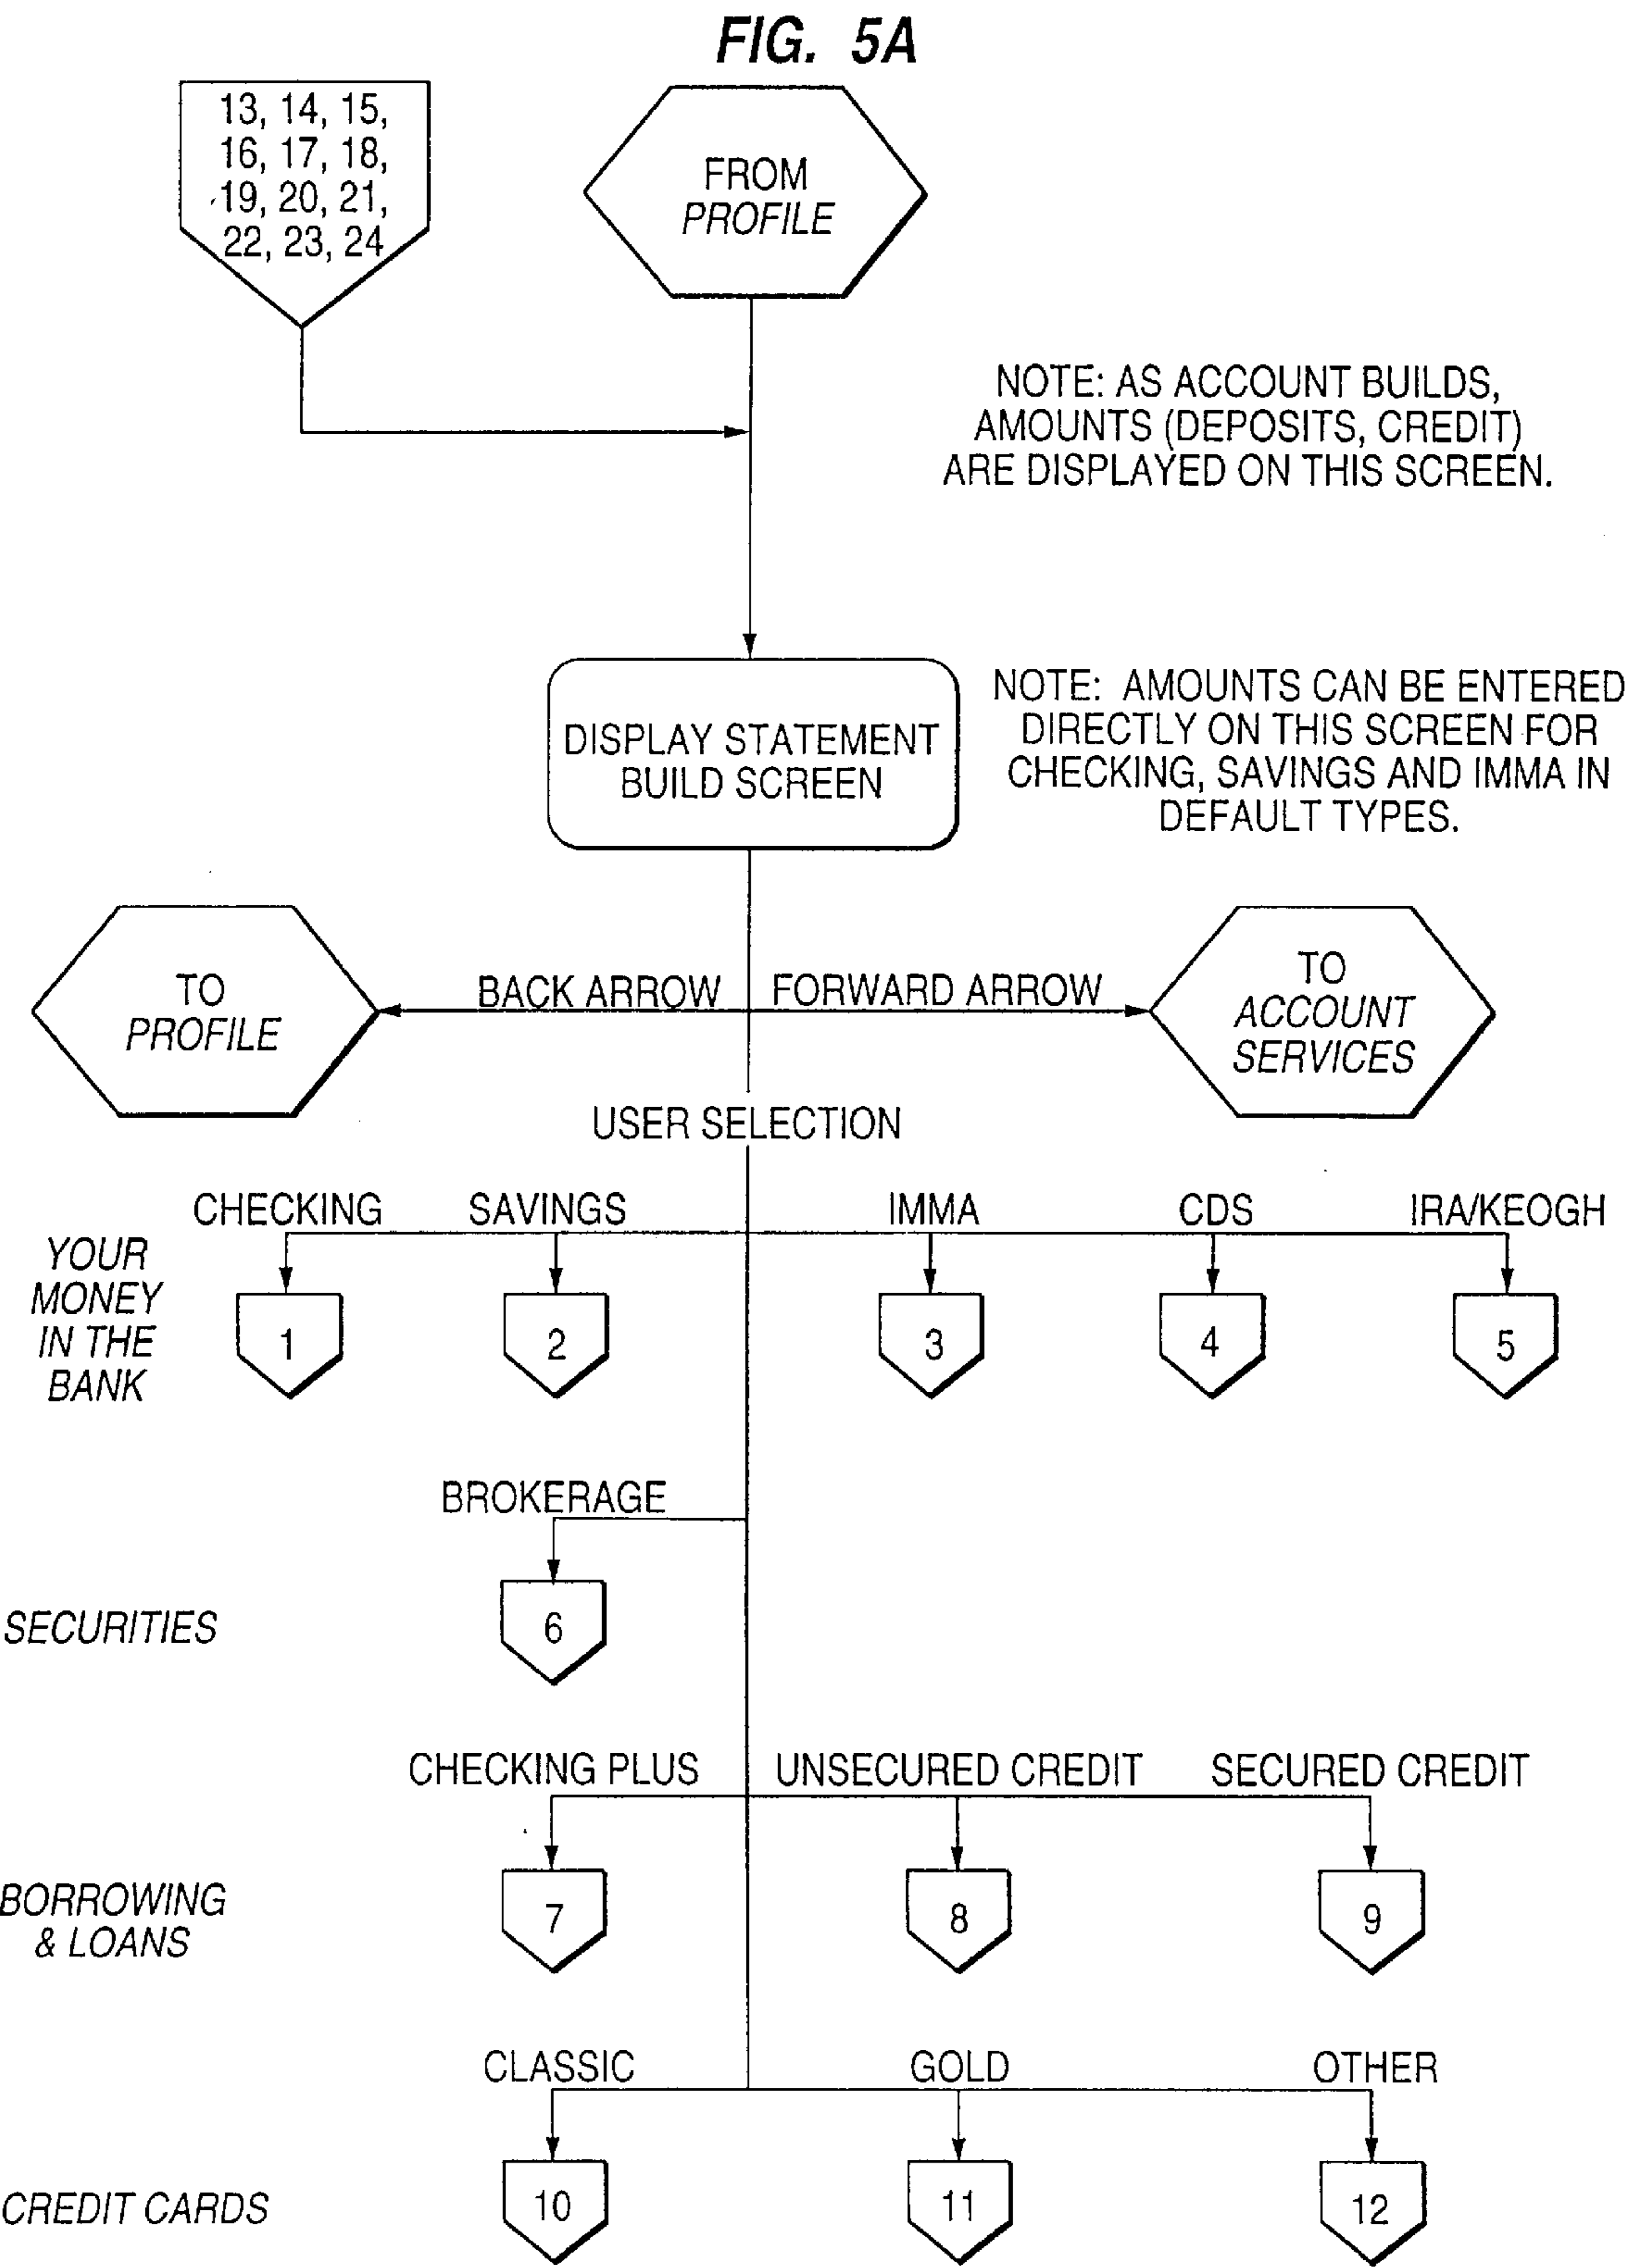 FIG. 5A
13, 14, 15,
16, 17, 18,
19, 20, 21,
22, 23, 24
FROM
PROFILE
NOTE: AS ACCOUNT BUILDS,
AMOUNTS (DEPOSITS, CREDIT)
ARE DISPLAYED ON THIS SCREEN.
DISPLAY STATEMENT
BUILD SCREEN
NOTE: AMOUNTS CAN BE ENTERED
DIRECTLY ON THIS SCREEN FOR
CHECKING, SAVINGS AND IMMA IN
DEFAULT TYPES.
TO
PROFILE
BACK ARROW
FORWARD ARROW
TO
ACCOUNT
SERVICES
USER SELECTION
YOUR
MONEY
IN THE
BANK
CHECKING
SAVINGS
IMMA
CDS
IRA/KEOGH
1
2
3
4
5
BROKERAGE
SECURITIES
6
CHECKING PLUS
UNSECURED CREDIT
SECURED CREDIT
BORROWING
& LOANS
7
8
9
CLASSIC
GOLD
OTHER
CREDIT CARDS
10
11
12